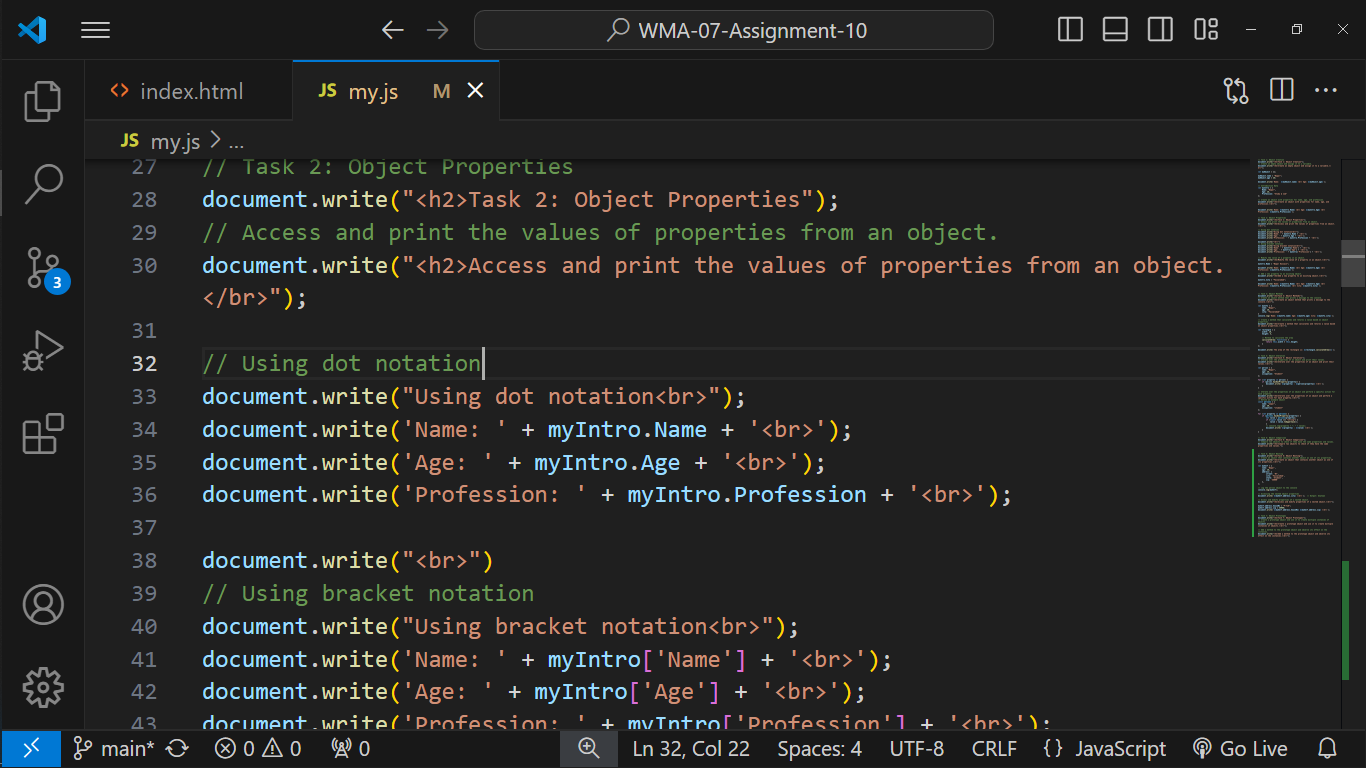 WMA-07-Assignment-10
index.html
JS my.js M
JS my.js > ...
27 // Task 2: Object Properties
28 document.write("<h2>Task 2: Object Properties");
29 // Access and print the values of properties from an object.
30 document.write("<h2>Access and print the values of properties from an object.
</br>");
31
32 // Using dot notation
33 document.write("Using dot notation<br>");
34 document.write('Name: ' + myIntro.Name + '<br>');
35 document.write('Age: ' + myIntro.Age + '<br>');
36 document.write('Profession: ' + myIntro.Profession + '<br>');
37
38 document.write("<br>")
39 // Using bracket notation
40 document.write("Using bracket notation<br>");
41 document.write('Name: ' + myIntro['Name'] + '<br>');
42 document.write('Age: ' + myIntro['Age'] + '<br>');
43 document.write('Profession: ' + myIntro['Profession'] + '<br>');
3
main* 0 0 0 Ln 32, Col 22 Spaces: 4 UTF-8 CRLF {} JavaScript Go Live